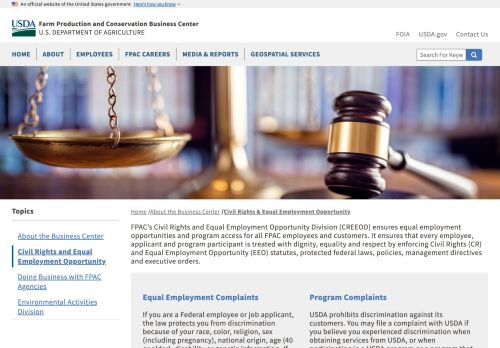 An official website of the United States government Here's how you know
USDA Farm Production and Conservation Business Center
U.S. DEPARTMENT OF AGRICULTURE
FOIA USDA.gov Contact Us
HOME ABOUT EMPLOYEES FPAC CAREERS MEDIA & REPORTS GEOSPATIAL SERVICES
Search For Keyw Search
Home /About the Business Center /Civil Rights & Equal Employment Opportunity
Topics
About the Business Center
Civil Rights and Equal
Employment Opportunity
Doing Business with FPAC
Agencies
Environmental Activities
Division
FPAC's Civil Rights and Equal Employment Opportunity Division (CREEOD) ensures equal employment
opportunities and program access for all FPAC employees and customers. It ensures that every employee,
applicant and program participant is treated with dignity, equality and respect by enforcing Civil Rights (CR)
and Equal Employment Opportunity (EEO) statutes, protected federal laws, policies, management directives
and executive orders.
Equal Employment Complaints
If you are a Federal employee or job applicant,
the law protects you from discrimination
because of your race, color, religion, sex
(including pregnancy), national origin, age (40
Program Complaints
USDA prohibits discrimination against its
customers. You may file a complaint with USDA if
you believe you experienced discrimination when
obtaining services from USDA, or when